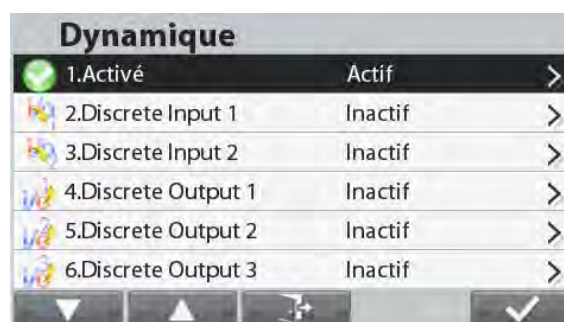 Dynamique
1.Activé Actif >
2.Discrete Input 1 Inactif >
3.Discrete Input 2 Inactif >
4.Discrete Output 1 Inactif >
5.Discrete Output 2 Inactif >
6.Discrete Output 3 Inactif >